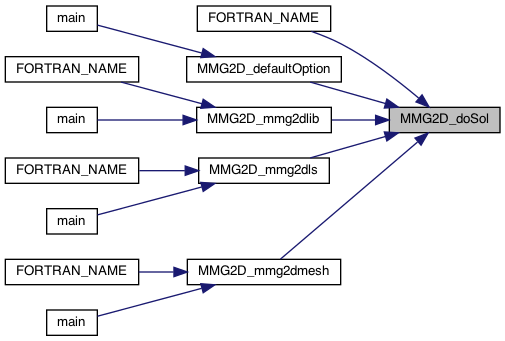 main
FORTRAN_NAME
FORTRAN_NAME
MMG2D_defaultOption
main
MMG2D_mmg2dlib
MMG2D_doSol
FORTRAN_NAME
MMG2D_mmg2dls
main
FORTRAN_NAME
MMG2D_mmg2dmesh
main